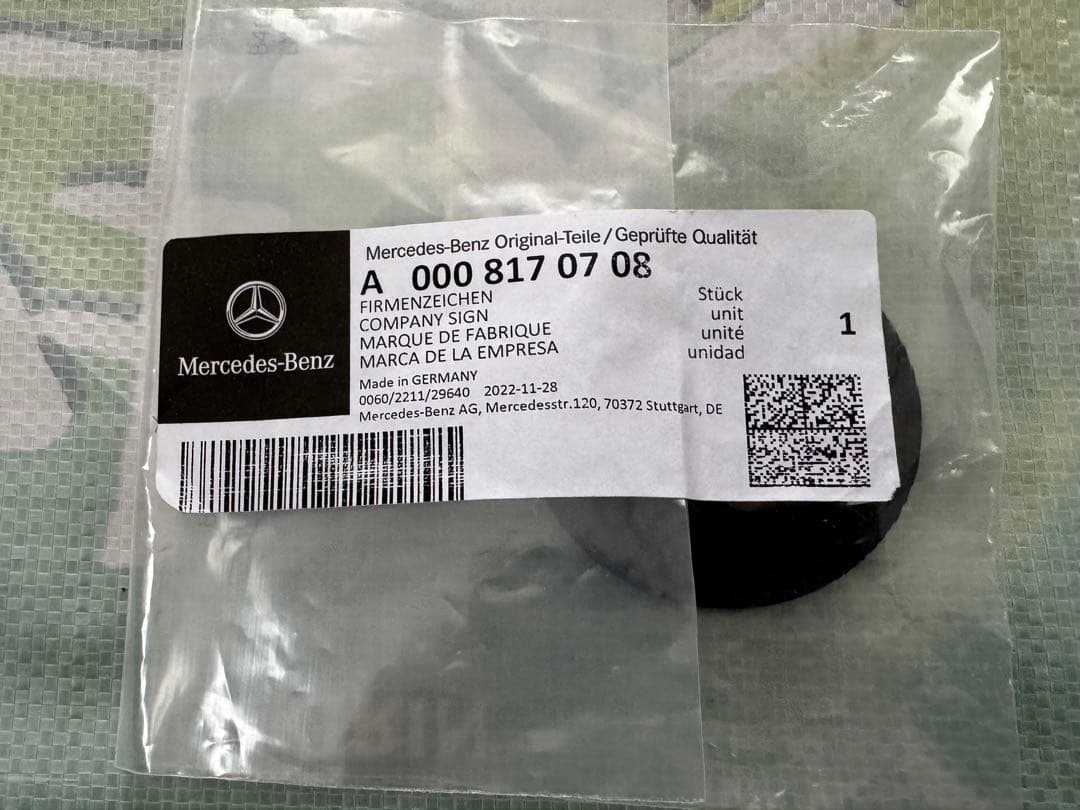 Mercedes-Benz Original-Teile/Geprüfte Qualität
A 000 817 07 08
FIRMENZEICHEN
COMPANY SIGN
MARQUE DE FABRIQUE
MARCA DE LA EMPRESA
Stück
unit
unité
unidad
1
Mercedes-Benz
Made in GERMANY
0060/2211/29640 2022-11-28
Mercedes-Benz AG, Mercedesstr.120, 70372 Stuttgart, DE